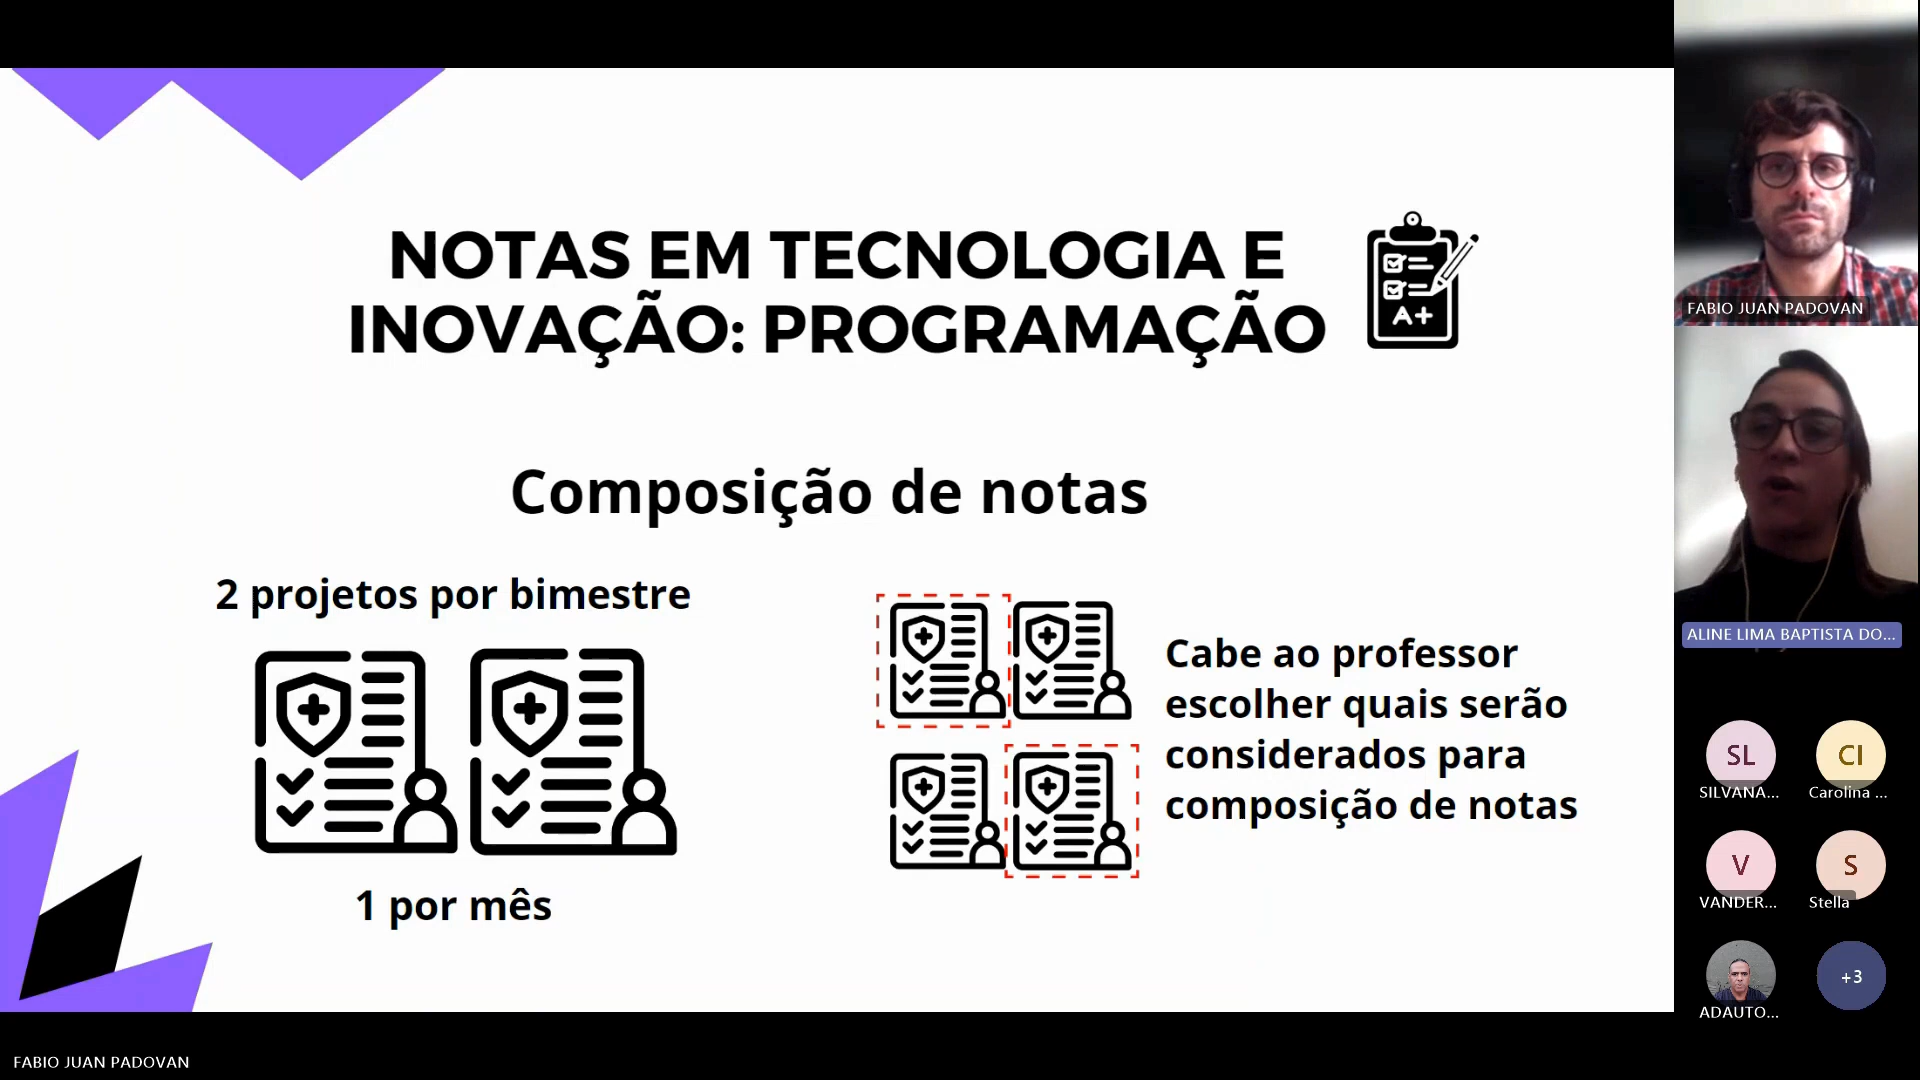 NOTAS EM TECNOLOGIA E
INOVAÇÃO: PROGRAMAÇÃO
A+
Composição de notas
2 projetos por bimestre
1 por mês
Cabe ao professor
escolher quais serão
considerados para
composição de notas
FABIO JUAN PADOVAN
ALINE LIMA BAPTISTA DO...
SL
CI
SILVANA...
Carolina ...
V
S
VANDER...
Stella
+3
ADAUTO...
FABIO JUAN PADOVAN